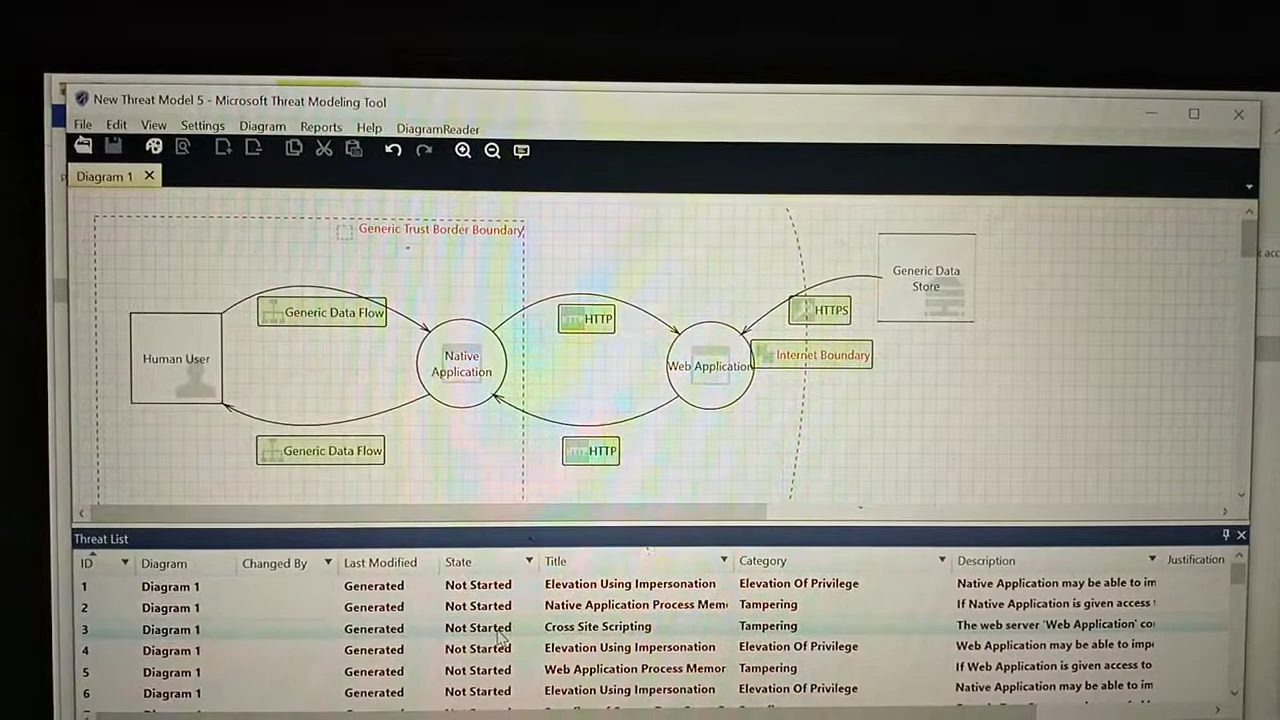 New Threat Model 5 - Microsoft Threat Modeling Tool
File Edit View Settings Diagram Reports Help DiagramReader
Diagram 1
Generic Trust Border Boundary
Generic Data
Store
Generic Data Flow
HTTP
HTTPS
Human User
Native
Application
Web Application
Internet Boundary
Generic Data Flow
HTTP
Threat List
ID Diagram Changed By Last Modified State Title Category Description Justification
1 Diagram 1 Generated Not Started Elevation Using Impersonation Elevation Of Privilege Native Application may be able to im
2 Diagram 1 Generated Not Started Native Application Process Mem Tampering If Native Application is given access
3 Diagram 1 Generated Not Started Cross Site Scripting Tampering The web server 'Web Application' co
4 Diagram 1 Generated Not Started Elevation Using Impersonation Elevation Of Privilege Web Application may be able to imp
5 Diagram 1 Generated Not Started Web Application Process Memor Tampering If Web Application is given access to
6 Diagram 1 Generated Not Started Elevation Using Impersonation Elevation Of Privilege Native Application may be able to im